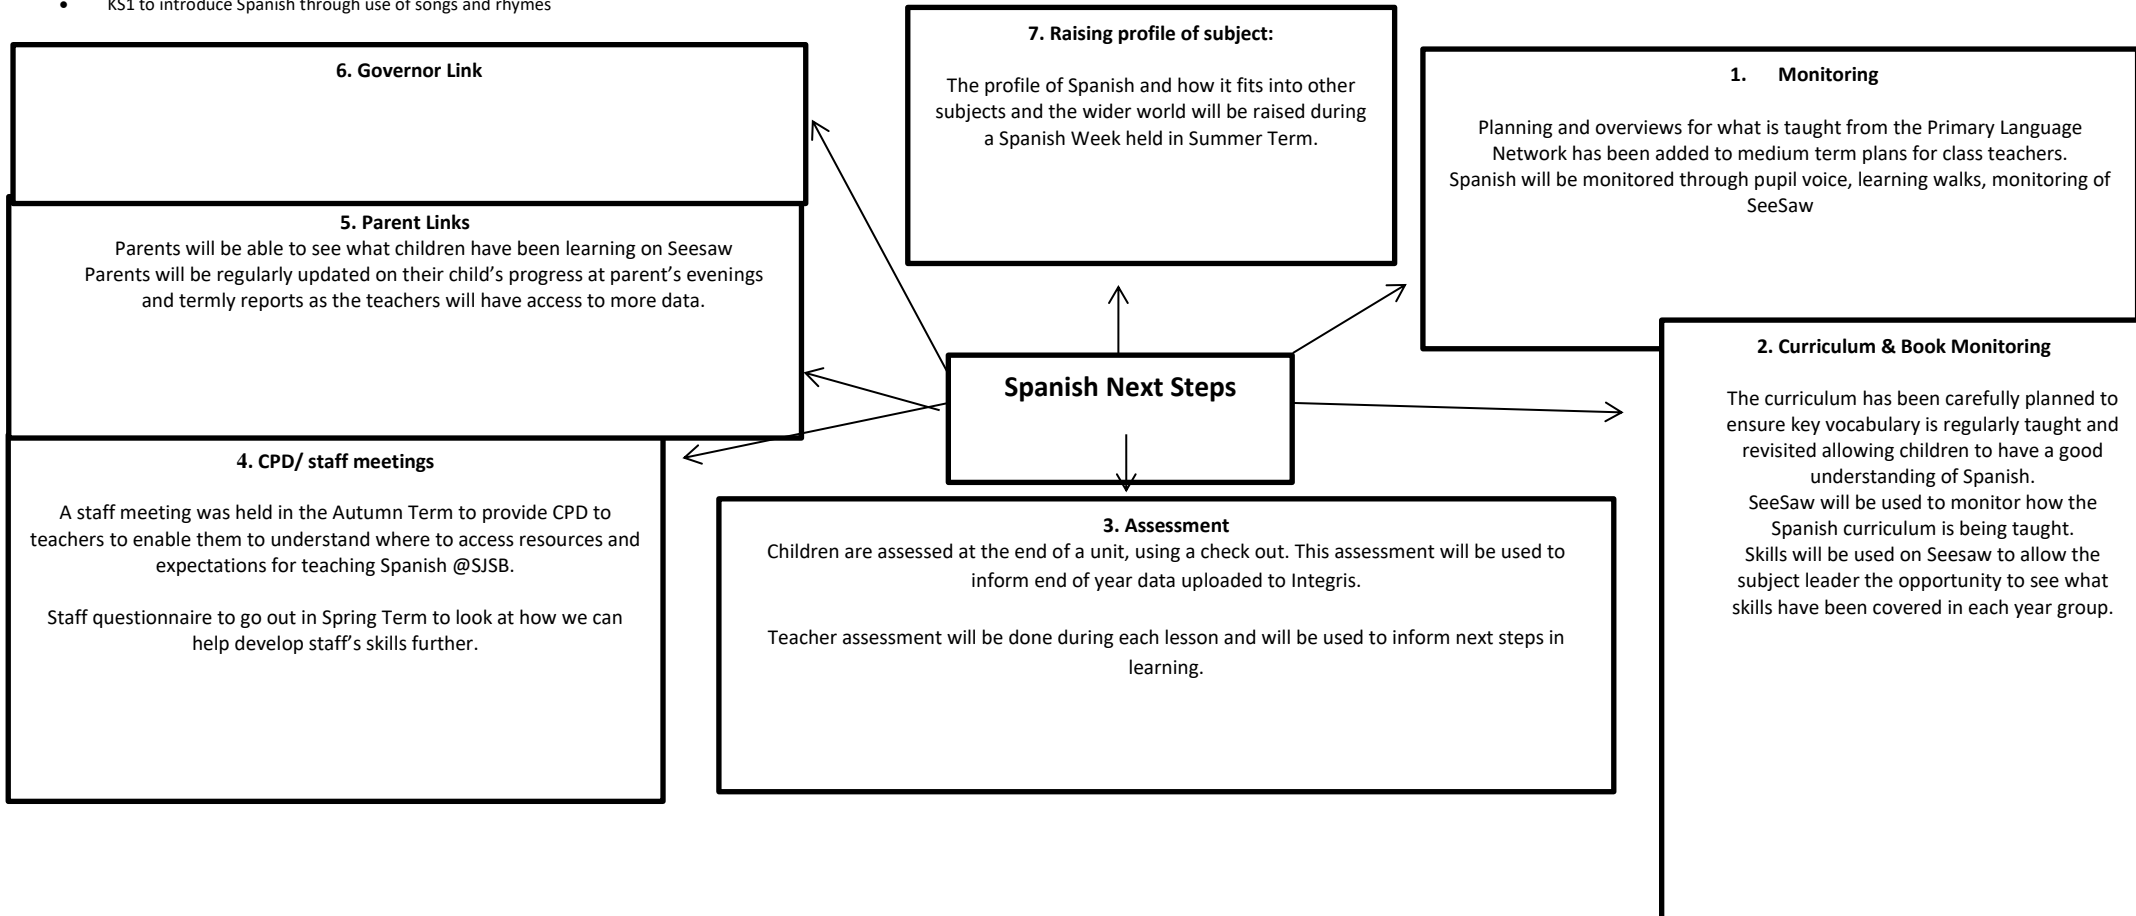 • KS1 to introduce Spanish through use of songs and rhymes
7. Raising profile of subject:
The profile of Spanish and how it fits into other
subjects and the wider world will be raised during
a Spanish Week held in Summer Term.
6. Governor Link
1. Monitoring
Planning and overviews for what is taught from the Primary Language
Network has been added to medium term plans for class teachers.
Spanish will be monitored through pupil voice, learning walks, monitoring of
SeeSaw
5. Parent Links
Parents will be able to see what children have been learning on Seesaw
Parents will be regularly updated on their child’s progress at parent’s evenings
and termly reports as the teachers will have access to more data.
Spanish Next Steps
2. Curriculum & Book Monitoring
The curriculum has been carefully planned to
ensure key vocabulary is regularly taught and
revisited allowing children to have a good
understanding of Spanish.
SeeSaw will be used to monitor how the
Spanish curriculum is being taught.
Skills will be used on Seesaw to allow the
subject leader the opportunity to see what
skills have been covered in each year group.
4. CPD/ staff meetings
A staff meeting was held in the Autumn Term to provide CPD to
teachers to enable them to understand where to access resources and
expectations for teaching Spanish @SJSB.
Staff questionnaire to go out in Spring Term to look at how we can
help develop staff’s skills further.
3. Assessment
Children are assessed at the end of a unit, using a check out. This assessment will be used to
inform end of year data uploaded to Integris.
Teacher assessment will be done during each lesson and will be used to inform next steps in
learning.